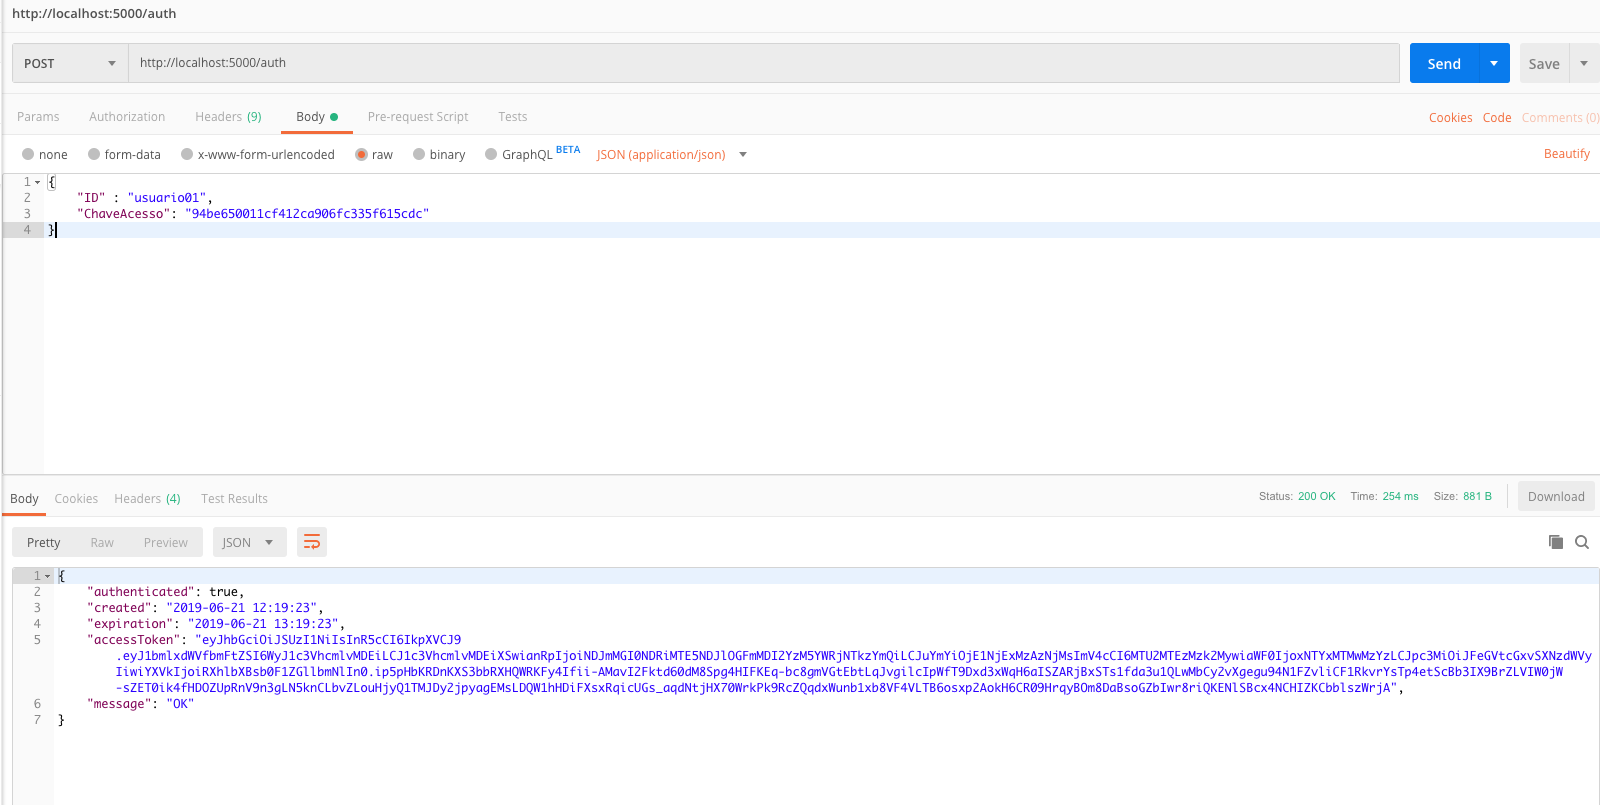 http://localhost:5000/auth
POST http://localhost:5000/auth Send Save
Params Authorization Headers (9) Body Pre-request Script Tests Cookies Code Comments (0)
none form-data x-www-form-urlencoded raw binary GraphQL BETA JSON (application/json) Beautify
1 {
2 "ID" : "usuario01",
3 "ChaveAcesso": "94be650011cf412ca906fc335f615cdc"
4 }
Body Cookies Headers (4) Test Results Status: 200 OK Time: 254 ms Size: 881 B Download
Pretty Raw Preview JSON
1 {
2 "authenticated": true,
3 "created": "2019-06-21 12:19:23",
4 "expiration": "2019-06-21 13:19:23",
5 "accessToken": "eyJhbGciOiJSUzI1NiIsInR5cCI6IkpXVCJ9
.eyJ1bmlxdWVfbmFtZSI6WyJ1c3VhcmlvMDEiLCJ1c3VhcmlvMDEiXSwianRpIjoiNDJmMGI0NDRiMTE5NDJlOGFmMDI2YzM5YWRjNTkzYmQiLCJuYmYiOjE1NjExMzAzNjMsImV4cCI6MTU2MTEzMzk2MywiaWF0IjoxNTYxMTMwMzYzLCJpc3MiOiJFeGVtcGxvSXNzdWVy
IiwiYXVkIjoiRXhlbXBsb0F1ZGllbmNlIn0.ip5pHbKRDnKXS3bbRXHQWRKFy4Ifii-AMavI2Fktd60dM8Spg4HIFKEq-bc8gmVGtEbtLqJvgilcIpWfT9Dxd3xWqH6aISZARjBxSTs1fda3u1QLwMbCy2vXgegu94N1FZvliCF1RkvrYsTp4etScBb3IX9BrZLVIW0jW
-sZET0ik4fHDOZUpRnV9n3gLN5knCLbvZLouHjyQ1TMJDy2jpyagEMsLDQW1hHDiFXsxRqicUGs_aqdNtjHX70WrkPk9RcZQqdxWunb1xb8VF4VLTB6osxp2AokH6CR09HrqyBOm8DaBsoGZbIwr8riQKENlSBcx4NCHIZKCbblszWrjA",
6 "message": "OK"
7 }